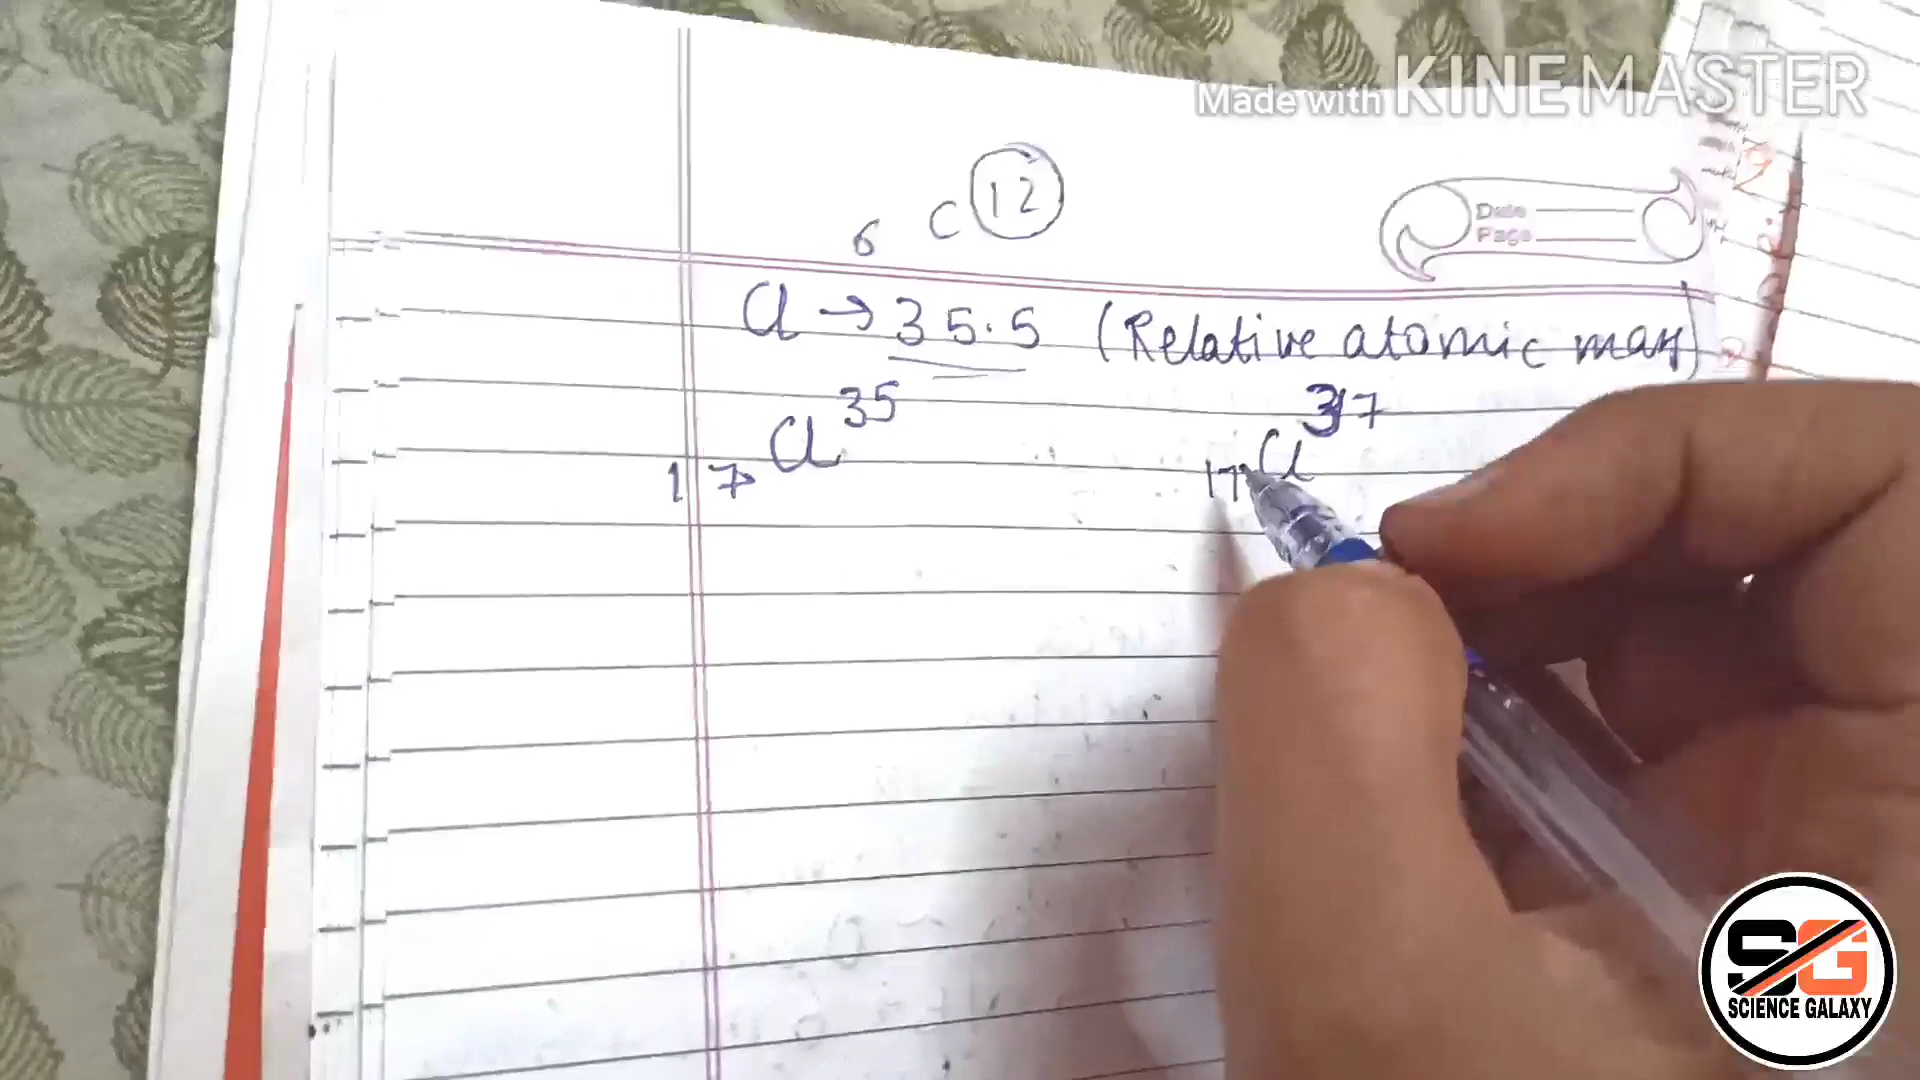 Made with KINEMASTER
6 C 12
Date
Page
Cl → 35.5 (Relative atomic mass)
17 Cl 35
17 Cl 37
SG
SCIENCE GALAXY